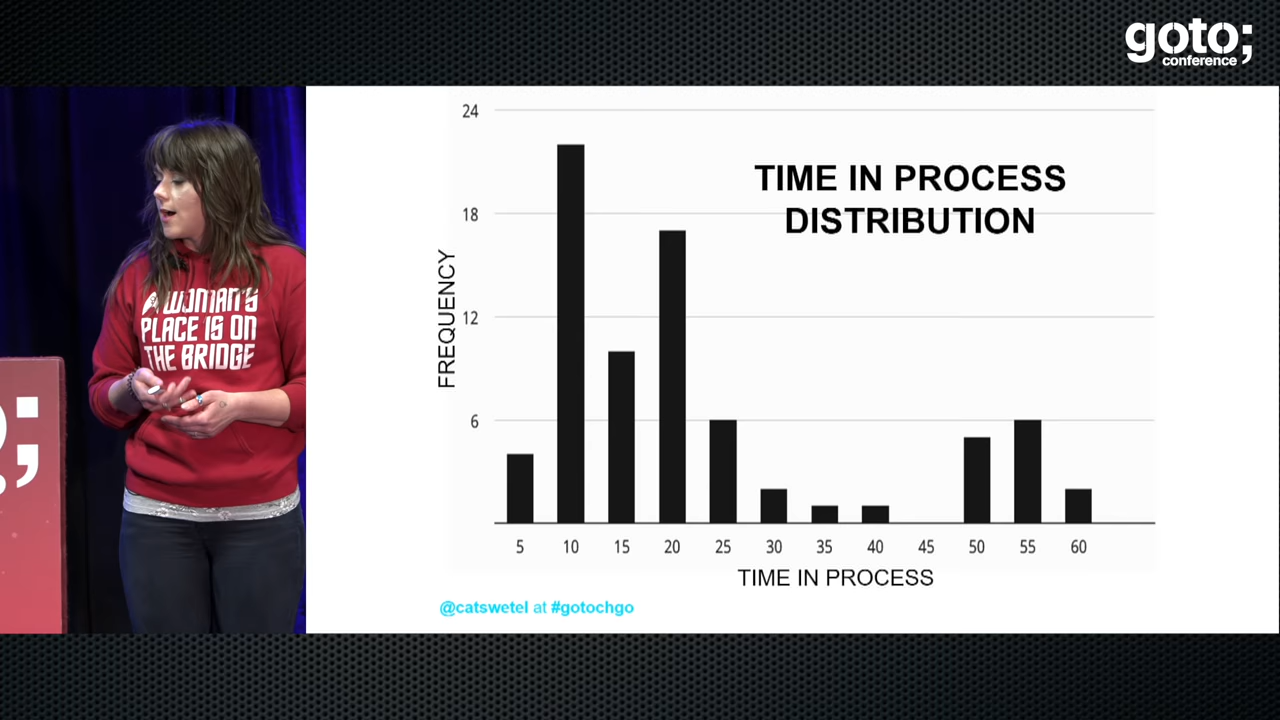 goto;
conference
A WOMAN'S
PLACE IS ON
THE BRIDGE
TIME IN PROCESS
DISTRIBUTION
FREQUENCY
24
18
12
6
5 10 15 20 25 30 35 40 45 50 55 60
TIME IN PROCESS
@catswetel at #gotochgo